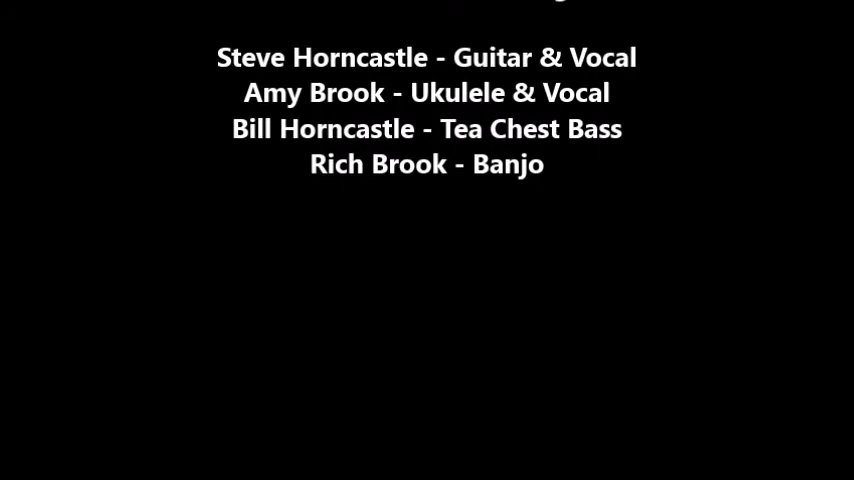 Steve Horncastle - Guitar & Vocal
Amy Brook - Ukulele & Vocal
Bill Horncastle - Tea Chest Bass
Rich Brook - Banjo